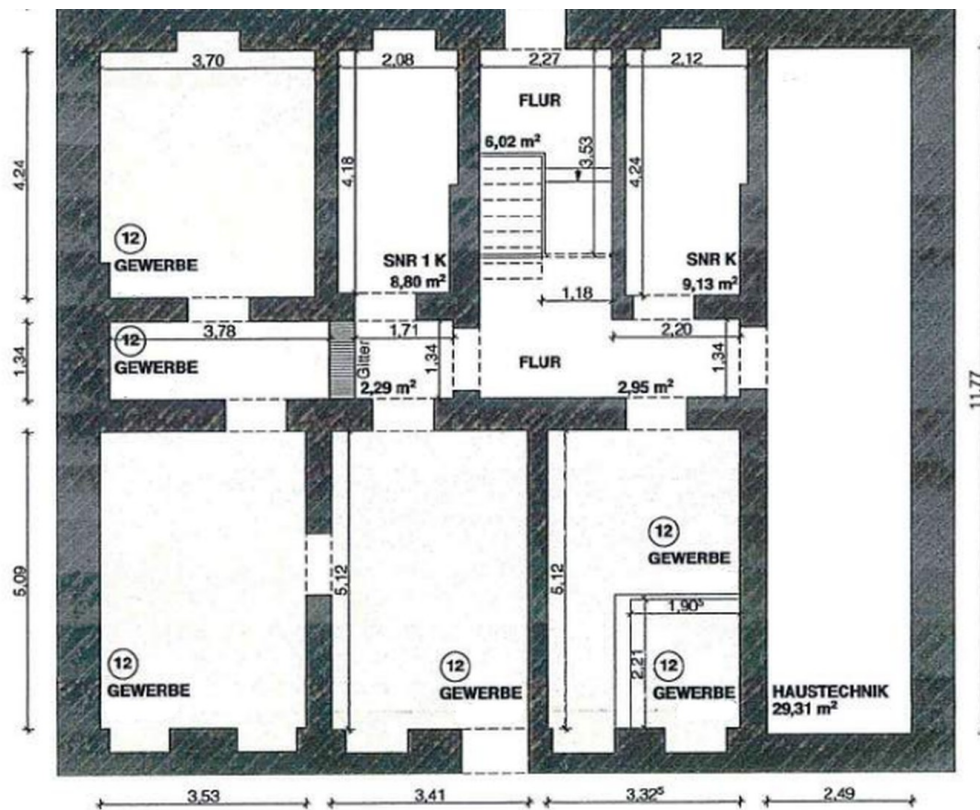 3,70
2,08
2,27
2,12
FLUR
6,02 m²
3,53
4,24
4,18
4,24
12
GEWERBE
SNR 1 K
8,80 m²
SNR K
9,13 m²
1,18
3,78
1,71
2,20
12
GEWERBE
1,34
Gitter
1,34
FLUR
1,34
2,29 m²
2,95 m²
11,77
5,09
5,12
5,12
12
GEWERBE
1,90⁵
2,21
12
GEWERBE
12
GEWERBE
12
GEWERBE
HAUSTECHNIK
29,31 m²
3,53
3,41
3,32⁵
2,49